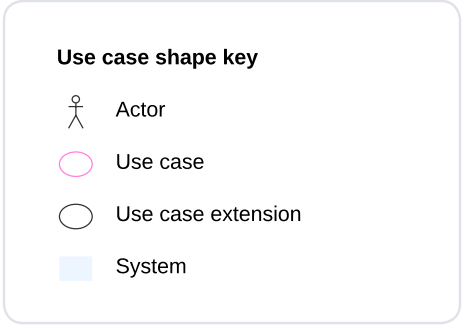 Use case shape key
Actor
Use case
Use case extension
System